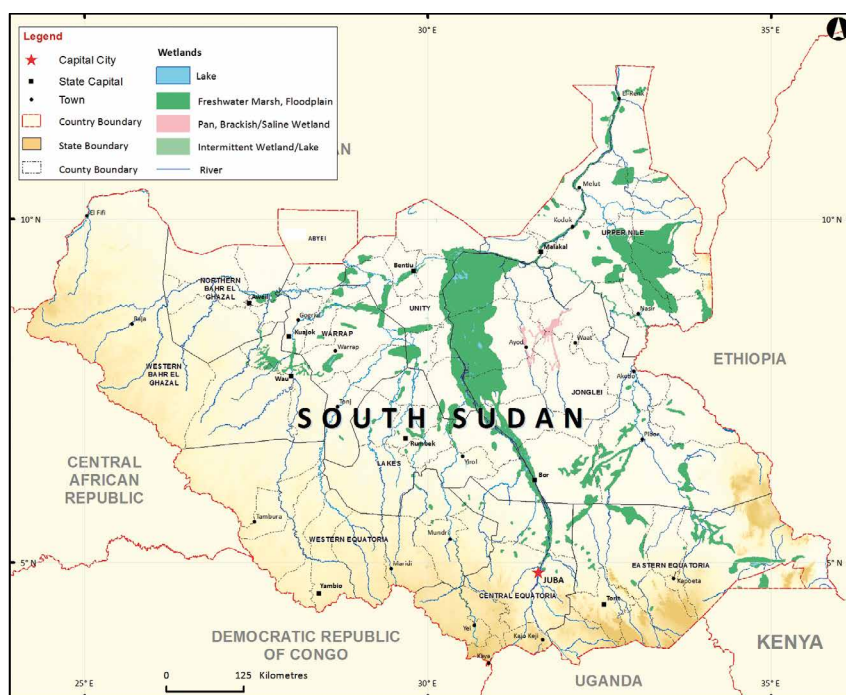 30° E
35° E
Legend
Capital City
State Capital
Town
Country Boundary
State Boundary
County Boundary
Wetlands
Lake
Freshwater Marsh, Floodplain
Pan, Brackish/Saline Wetland
Intermittent Wetland/Lake
River
AN
El-Renk
Melut
El Fifi
10° N
10° N
Kodok
UPPER NILE
ABYEI
Malakal
Bentiu
NORTHERN
BAHR EL
GHAZAL
Aweil
UNITY
Nasir
Gogrial
Raja
Kuajok
WARRAP
Warrap
Ayod
Waat
WESTERN
BAHR EL
GHAZAL
Wau
ETHIOPIA
JONGLEI
Akobo
Tonj
SOUTH SUDAN
Rumbek
Pibor
LAKES
Yirol
Bor
CENTRAL
AFRICAN
REPUBLIC
Tambura
WESTERN EQUATORIA
Mundri
5° N
5° N
Maridi
JUBA
EASTERN EQUATORIA
Kapoeta
Yambio
CENTRAL EQUATORIA
Torit
Yei
Kajo Keji
DEMOCRATIC REPUBLIC
OF CONGO
KENYA
Kaya
UGANDA
0 125 Kilometres
25° E
30° E
35° E